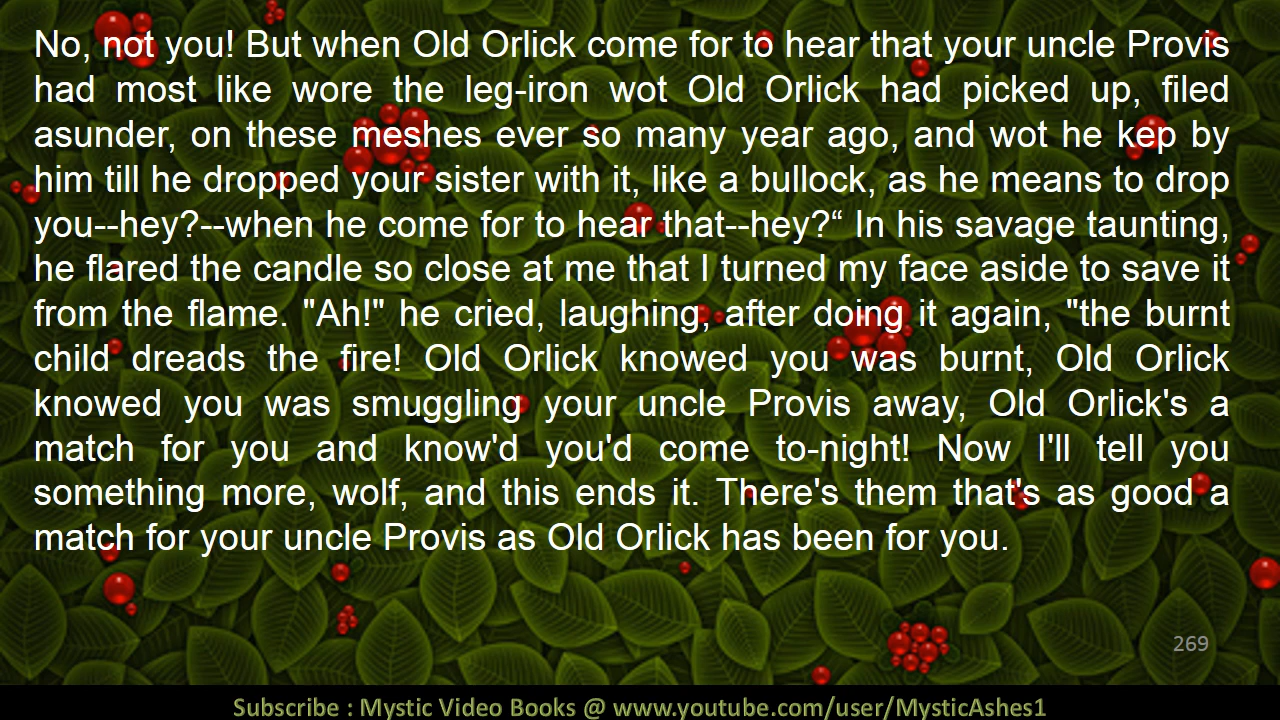 No, not you! But when Old Orlick come for to hear that your uncle Provis
had most like wore the leg-iron wot Old Orlick had picked up, filed
asunder, on these meshes ever so many year ago, and wot he kep by
him till he dropped your sister with it, like a bullock, as he means to drop
you--hey?--when he come for to hear that--hey?“ In his savage taunting,
he flared the candle so close at me that I turned my face aside to save it
from the flame. "Ah!" he cried, laughing, after doing it again, "the burnt
child dreads the fire! Old Orlick knowed you was burnt, Old Orlick
knowed you was smuggling your uncle Provis away, Old Orlick's a
match for you and know'd you'd come to-night! Now I'll tell you
something more, wolf, and this ends it. There's them that's as good a
match for your uncle Provis as Old Orlick has been for you.
269
Subscribe : Mystic Video Books @ www.youtube.com/user/MysticAshes1